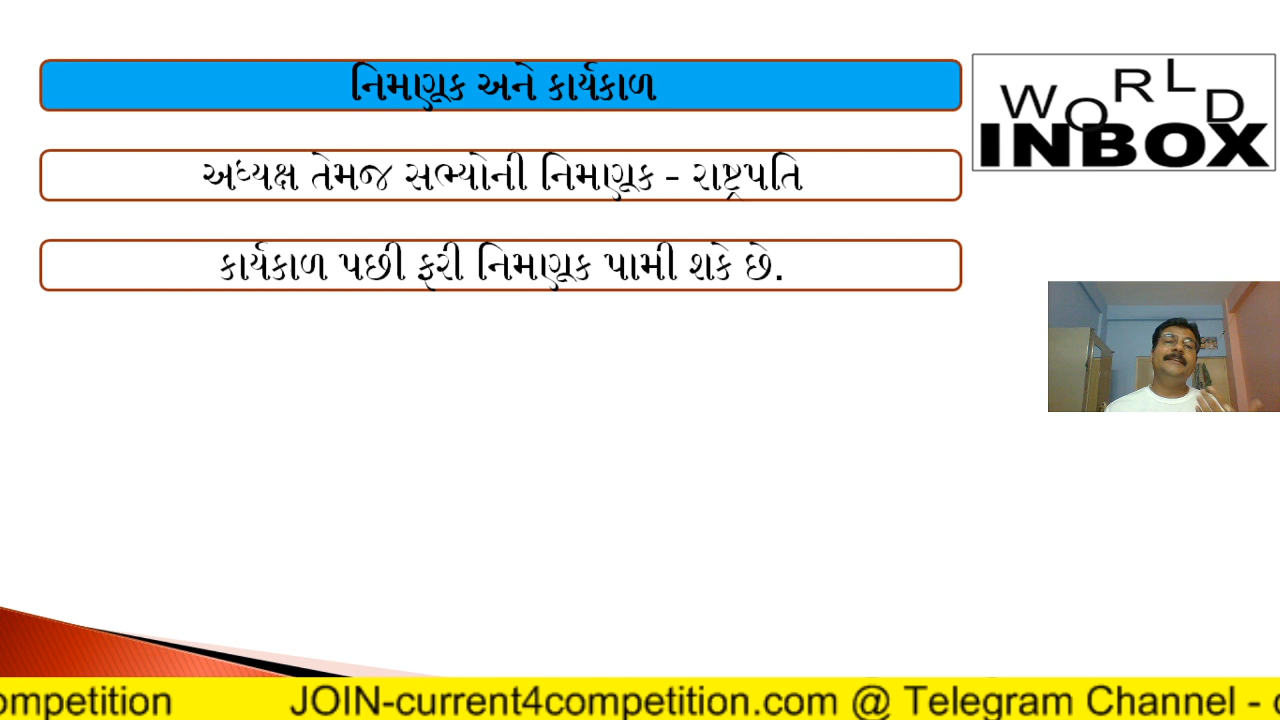 નિમાણૂક અને કાર્યકાળ
WORLD
INBOX
અધ્યક્ષ તેમજ સભ્યોની નિમાણૂક - રાષ્ટ્રપતિ
કાર્યકાળ પછી ફરી નિમાણૂક પામી શકે છે.
ompetition JOIN-current4competition.com @ Telegram Channel -